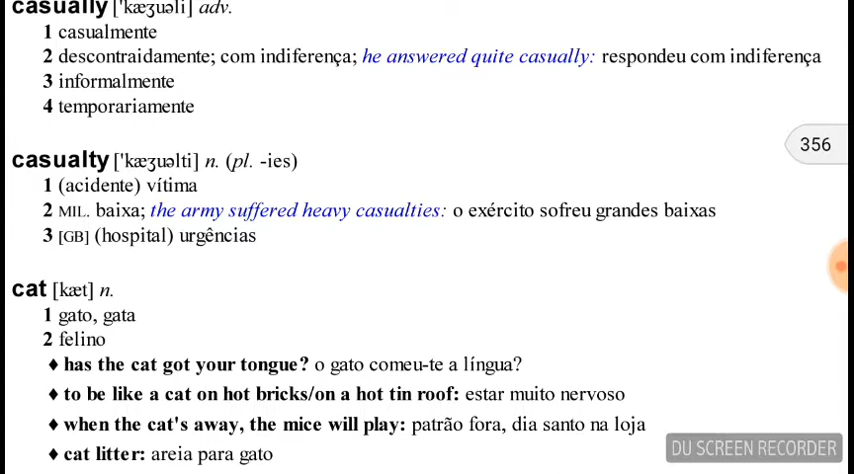 casually ['kæʒuəli] adv.
1 casualmente
2 descontraidamente; com indiferença; he answered quite casually: respondeu com indiferença
3 informalmente
4 temporariamente
356
casualty ['kæʒuəlti] n. (pl. -ies)
1 (acidente) vítima
2 MIL. baixa; the army suffered heavy casualties: o exército sofreu grandes baixas
3 [GB] (hospital) urgências
cat [kæt] n.
1 gato, gata
2 felino
♦ has the cat got your tongue? o gato comeu-te a língua?
♦ to be like a cat on hot bricks/on a hot tin roof: estar muito nervoso
♦ when the cat's away, the mice will play: patrão fora, dia santo na loja
♦ cat litter: areia para gato
DU SCREEN RECORDER